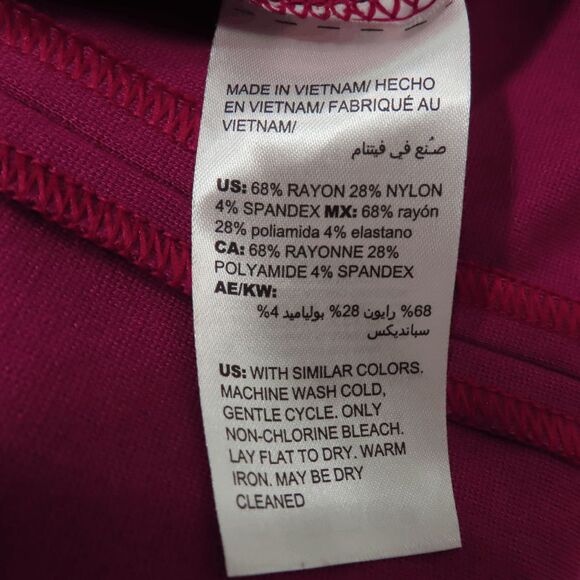 MADE IN VIETNAM/ HECHO
EN VIETNAM/ FABRIQUÉ AU
VIETNAM/
صُنع في فيتنام
US: 68% RAYON 28% NYLON
4% SPANDEX MX: 68% rayón
28% poliamida 4% elastano
CA: 68% RAYONNE 28%
POLYAMIDE 4% SPANDEX
AE/KW:
68% رايون 28% بولياميد 4%
سبانديكس
US: WITH SIMILAR COLORS.
MACHINE WASH COLD,
GENTLE CYCLE. ONLY
NON-CHLORINE BLEACH.
LAY FLAT TO DRY. WARM
IRON. MAY BE DRY
CLEANED